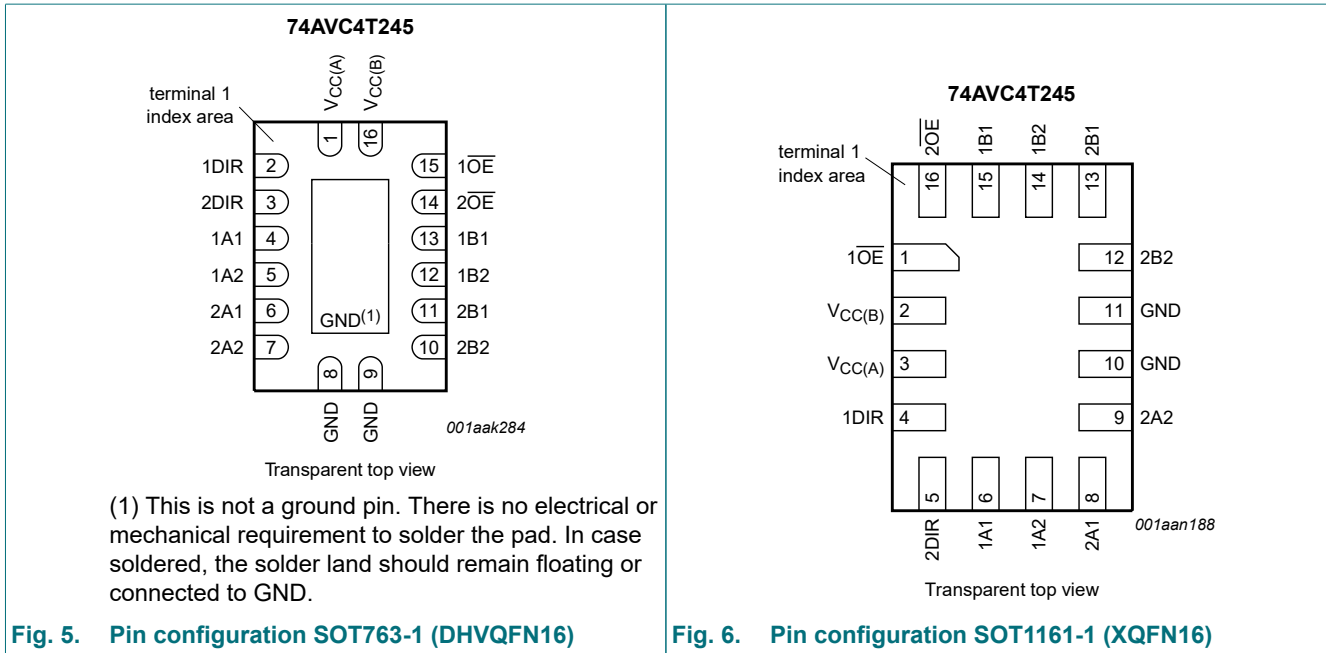 74AVC4T245
VCC(A)
VCC(B)
terminal 1
index area
1
16
1DIR 2
15 1OE
2DIR 3
14 2OE
1A1 4
13 1B1
1A2 5
12 1B2
2A1 6
11 2B1
2A2 7
10 2B2
GND(1)
8
9
GND
GND
001aak284
Transparent top view
(1) This is not a ground pin. There is no electrical or
mechanical requirement to solder the pad. In case
soldered, the solder land should remain floating or
connected to GND.
Fig. 5. Pin configuration SOT763-1 (DHVQFN16)
74AVC4T245
2OE
1B1
1B2
2B1
terminal 1
index area
16
15
14
13
1OE 1
12 2B2
VCC(B) 2
11 GND
VCC(A) 3
10 GND
1DIR 4
9 2A2
5
6
7
8
2DIR
1A1
1A2
2A1
001aan188
Transparent top view
Fig. 6. Pin configuration SOT1161-1 (XQFN16)